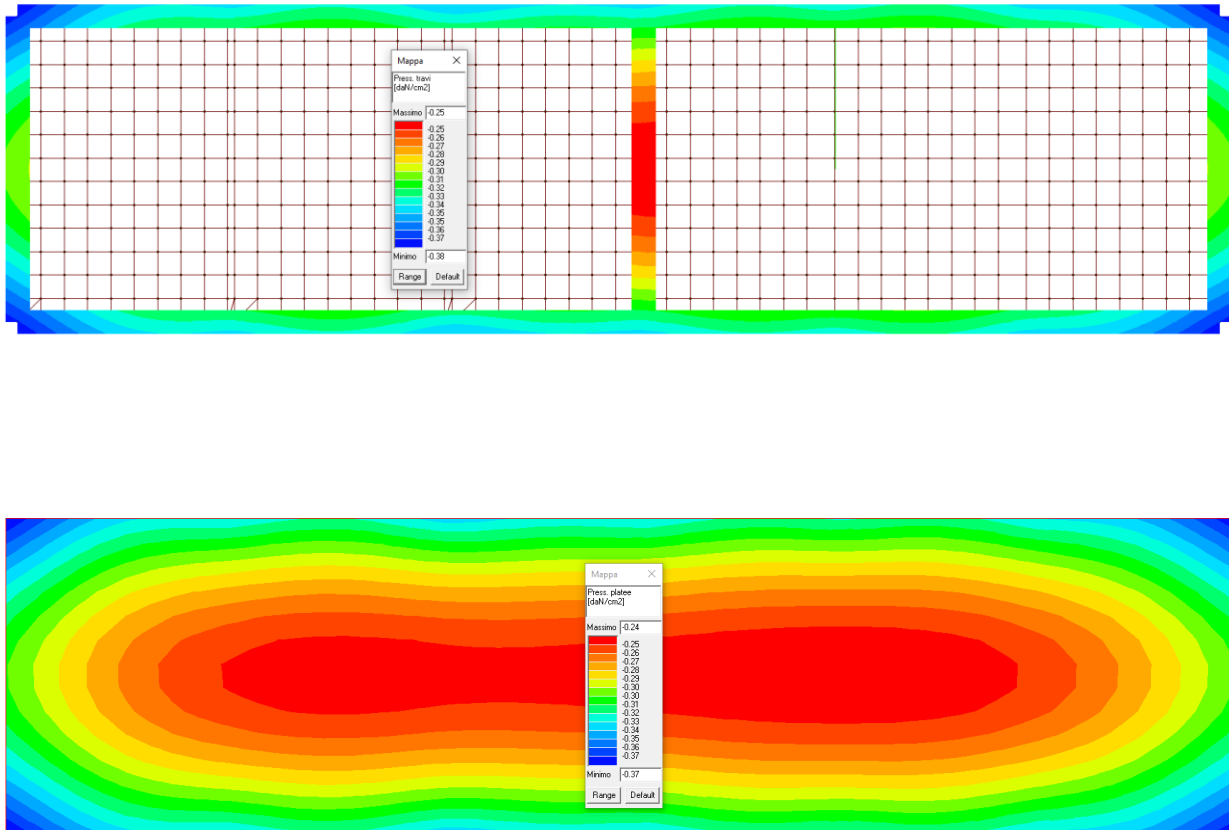 Mappa
Press. travi
[daN/cm2]
Massimo -0.25
-0.25
-0.26
-0.27
-0.28
-0.29
-0.30
-0.31
-0.32
-0.33
-0.34
-0.35
-0.35
-0.36
-0.37
Minimo -0.38
Range Default
Mappa
Press. platee
[daN/cm2]
Massimo -0.24
-0.25
-0.26
-0.27
-0.28
-0.29
-0.30
-0.30
-0.31
-0.32
-0.33
-0.34
-0.35
-0.36
-0.37
Minimo -0.37
Range Default